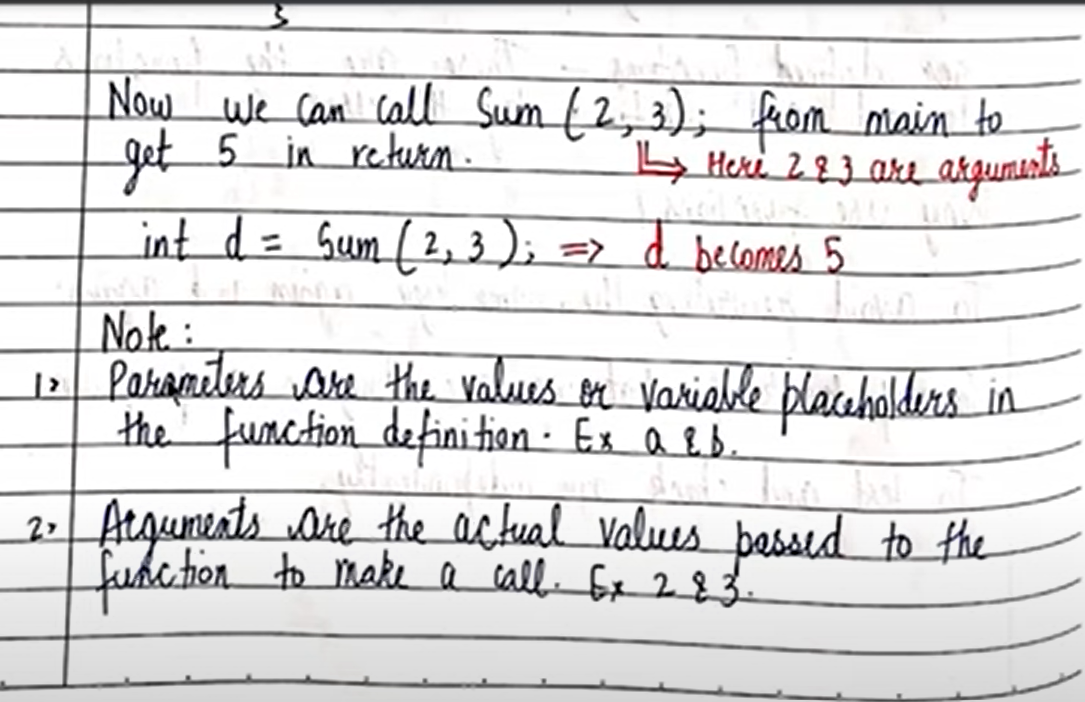 Now we can call Sum (2, 3); from main to
get 5 in return. ↳ Here 2 & 3 are arguments
int d = Sum (2, 3); => d becomes 5
Note :
1> Parameters are the values or variable placeholders in
the function definition. Ex a & b.
2> Arguments are the actual values passed to the
function to make a call. Ex 2 & 3.